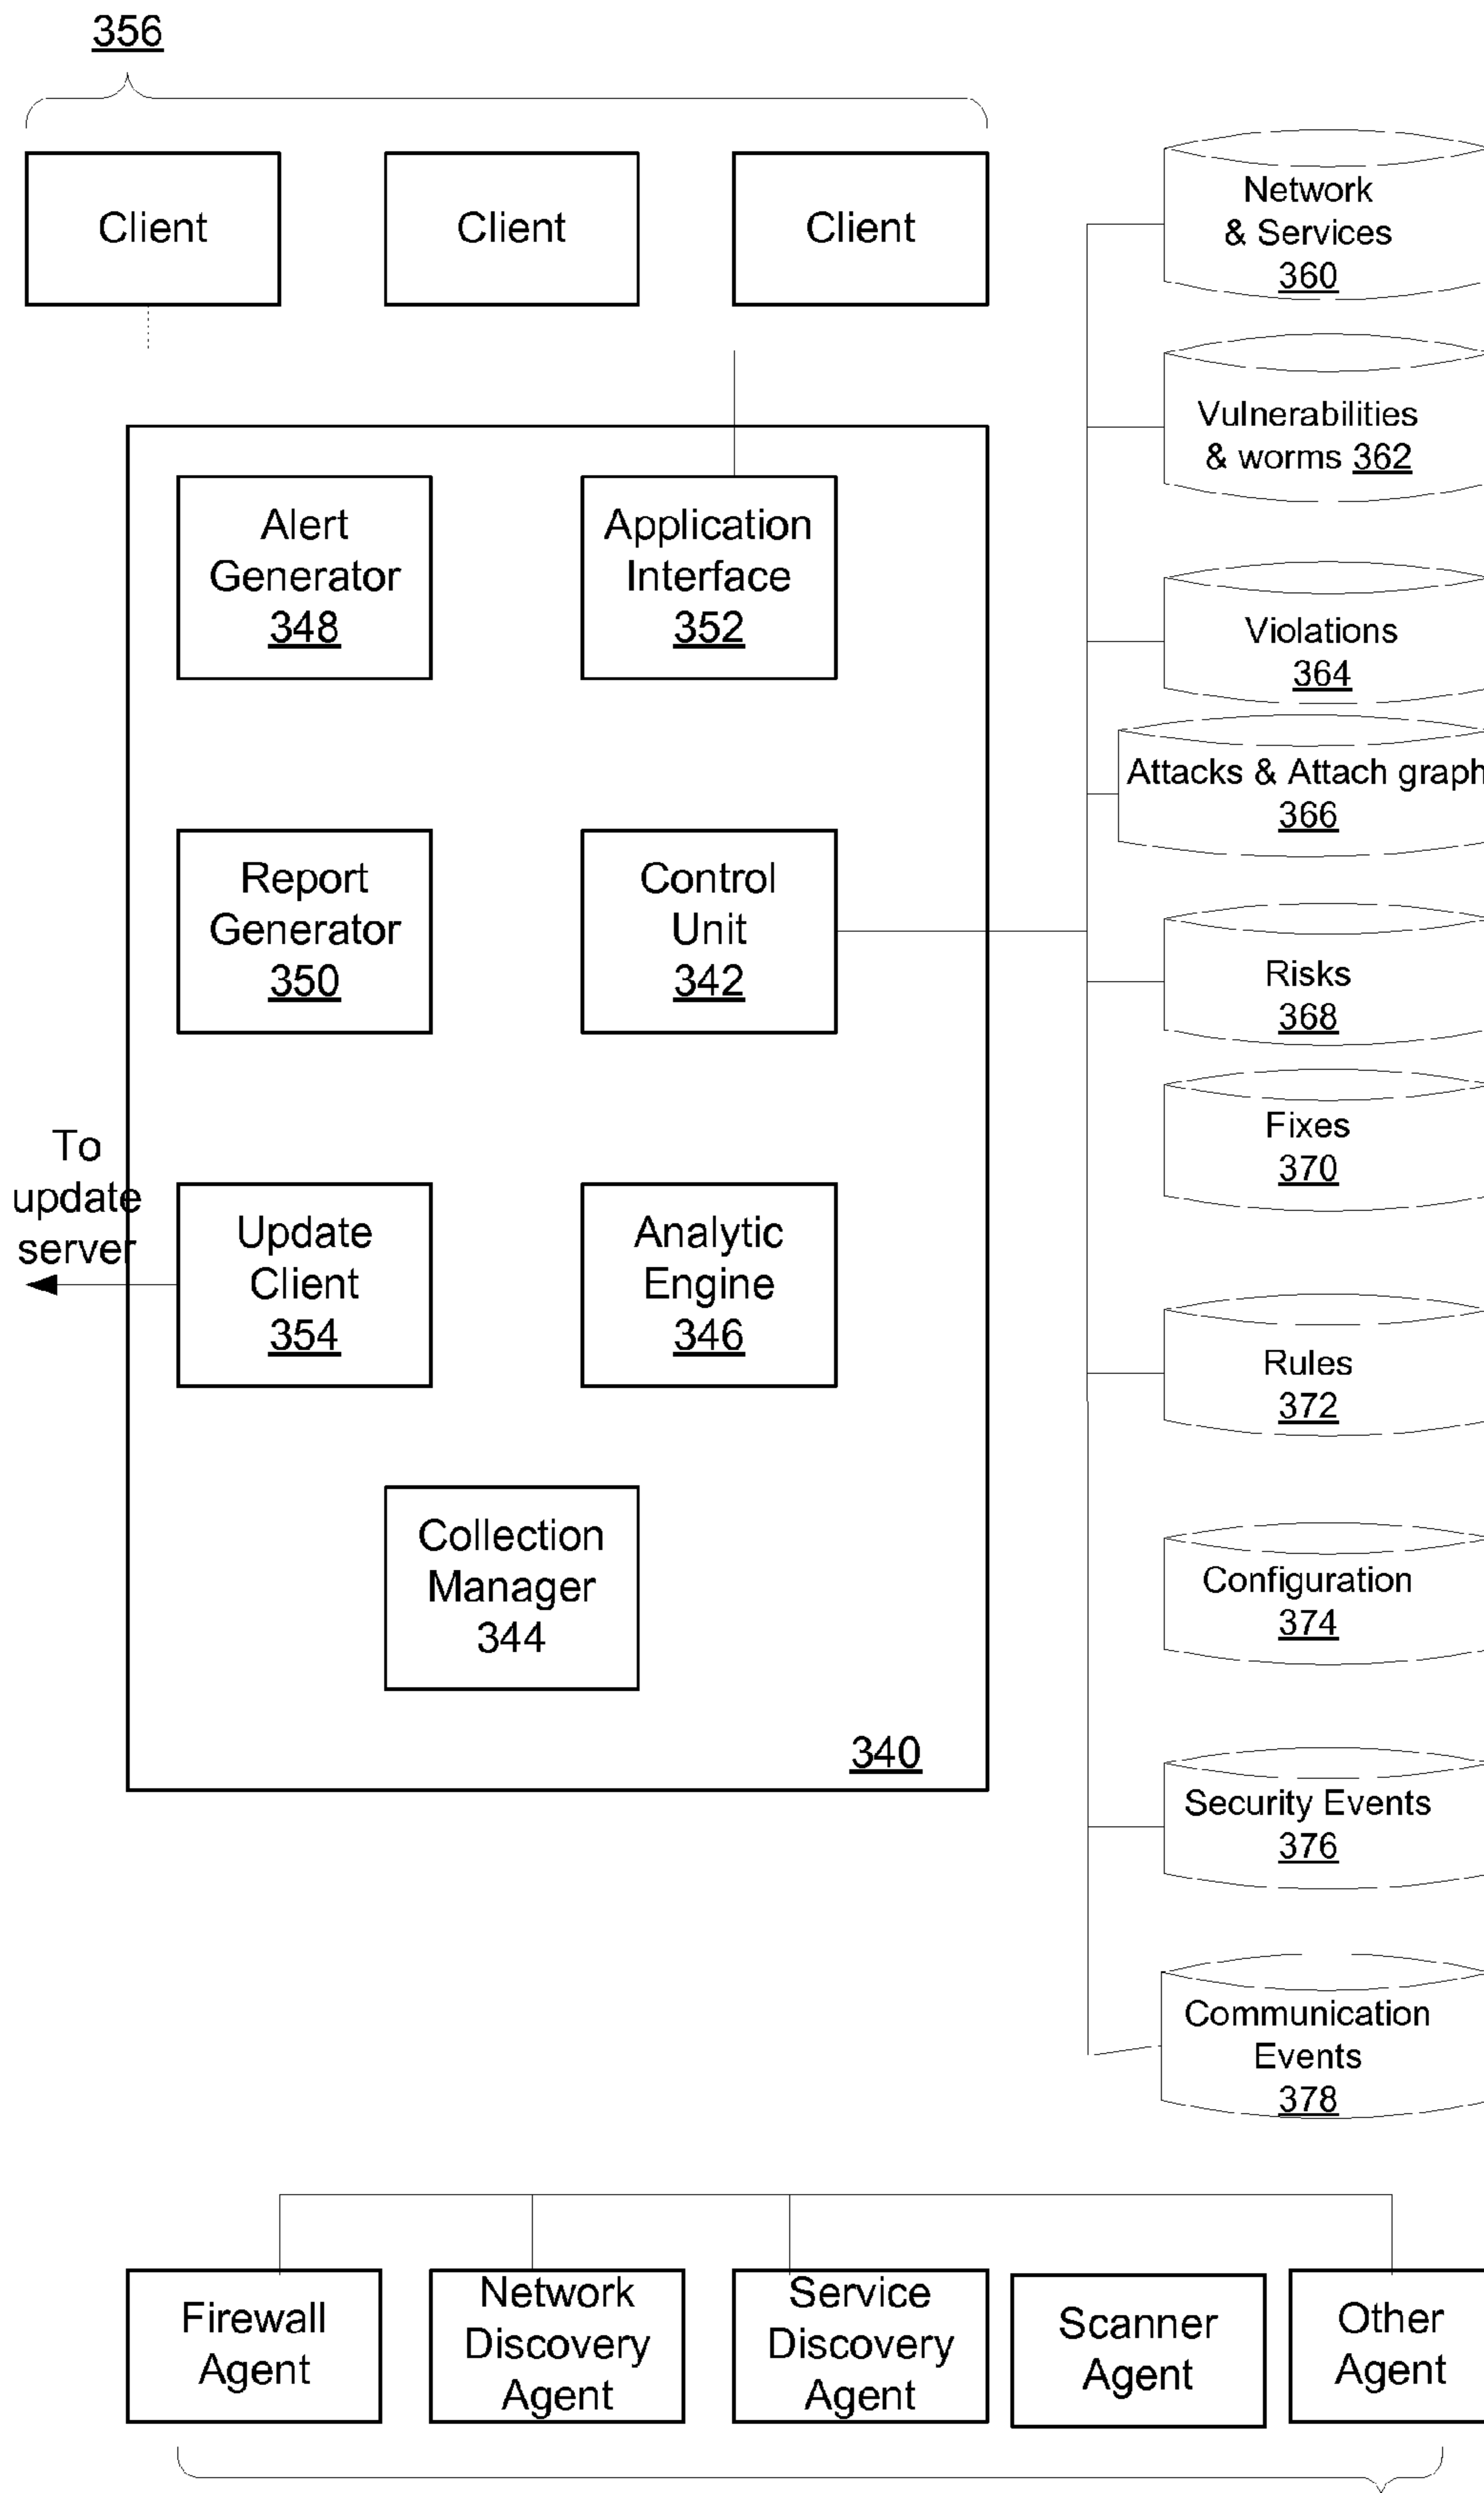 356
Client
Client
Client
Network
& Services
360
Vulnerabilities
& worms 362
Alert
Generator
348
Application
Interface
352
Violations
364
Attacks & Attach graph
366
Report
Generator
350
Control
Unit
342
Risks
368
Fixes
370
To
update
server
Update
Client
354
Analytic
Engine
346
Rules
372
Collection
Manager
344
Configuration
374
340
Security Events
376
Communication
Events
378
Firewall
Agent
Network
Discovery
Agent
Service
Discovery
Agent
Scanner
Agent
Other
Agent